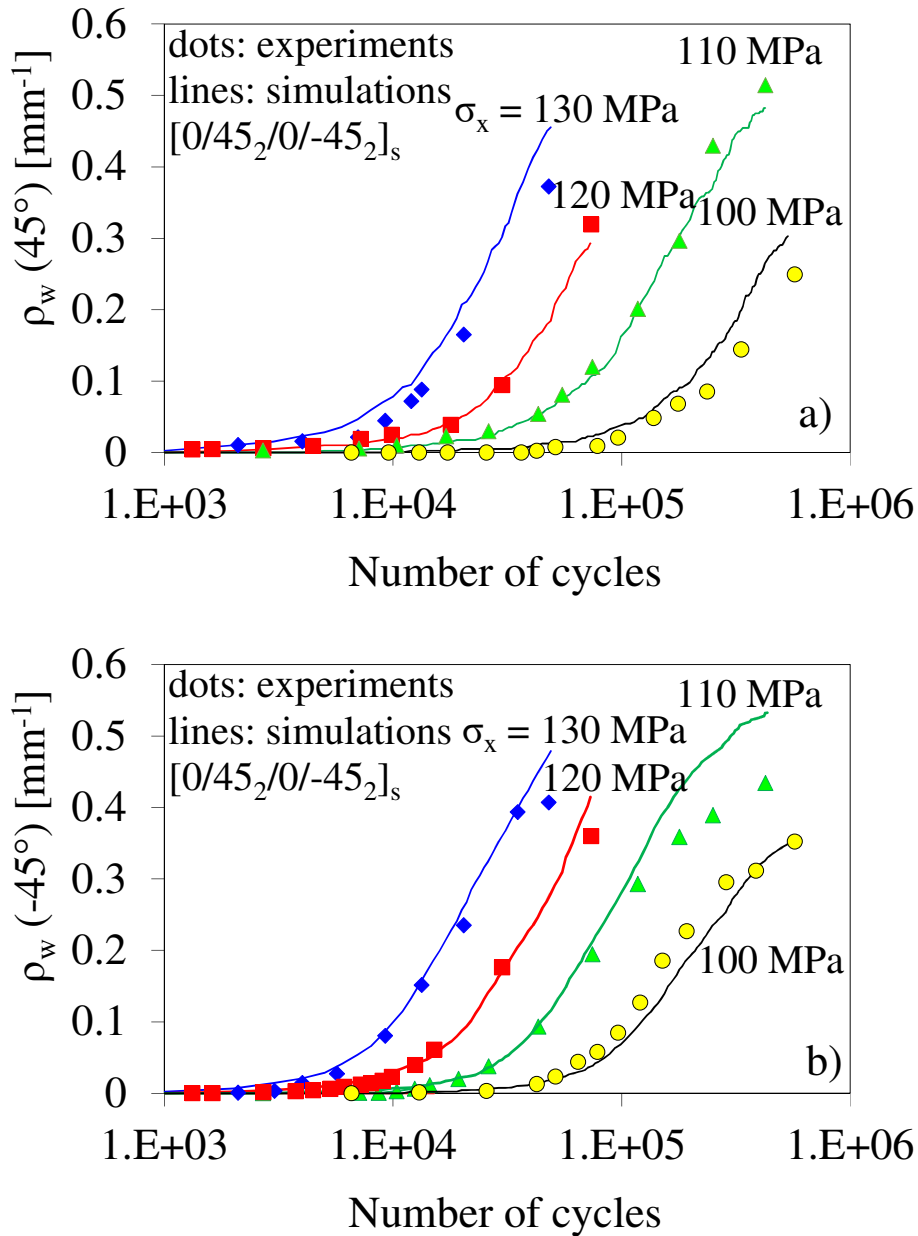 0.6
dots: experiments
110 MPa
lines: simulations
0.5
σx = 130 MPa
[0/45₂/0/-45₂]s
0.4
120 MPa
100 MPa
0.3
0.2
0.1
a)
0
1.E+03 1.E+04 1.E+05 1.E+06
ρw (45°) [mm⁻¹]
Number of cycles
0.6
dots: experiments
110 MPa
lines: simulations σx = 130 MPa
0.5
[0/45₂/0/-45₂]s
120 MPa
0.4
0.3
0.2
100 MPa
0.1
b)
0
1.E+03 1.E+04 1.E+05 1.E+06
ρw (-45°) [mm⁻¹]
Number of cycles